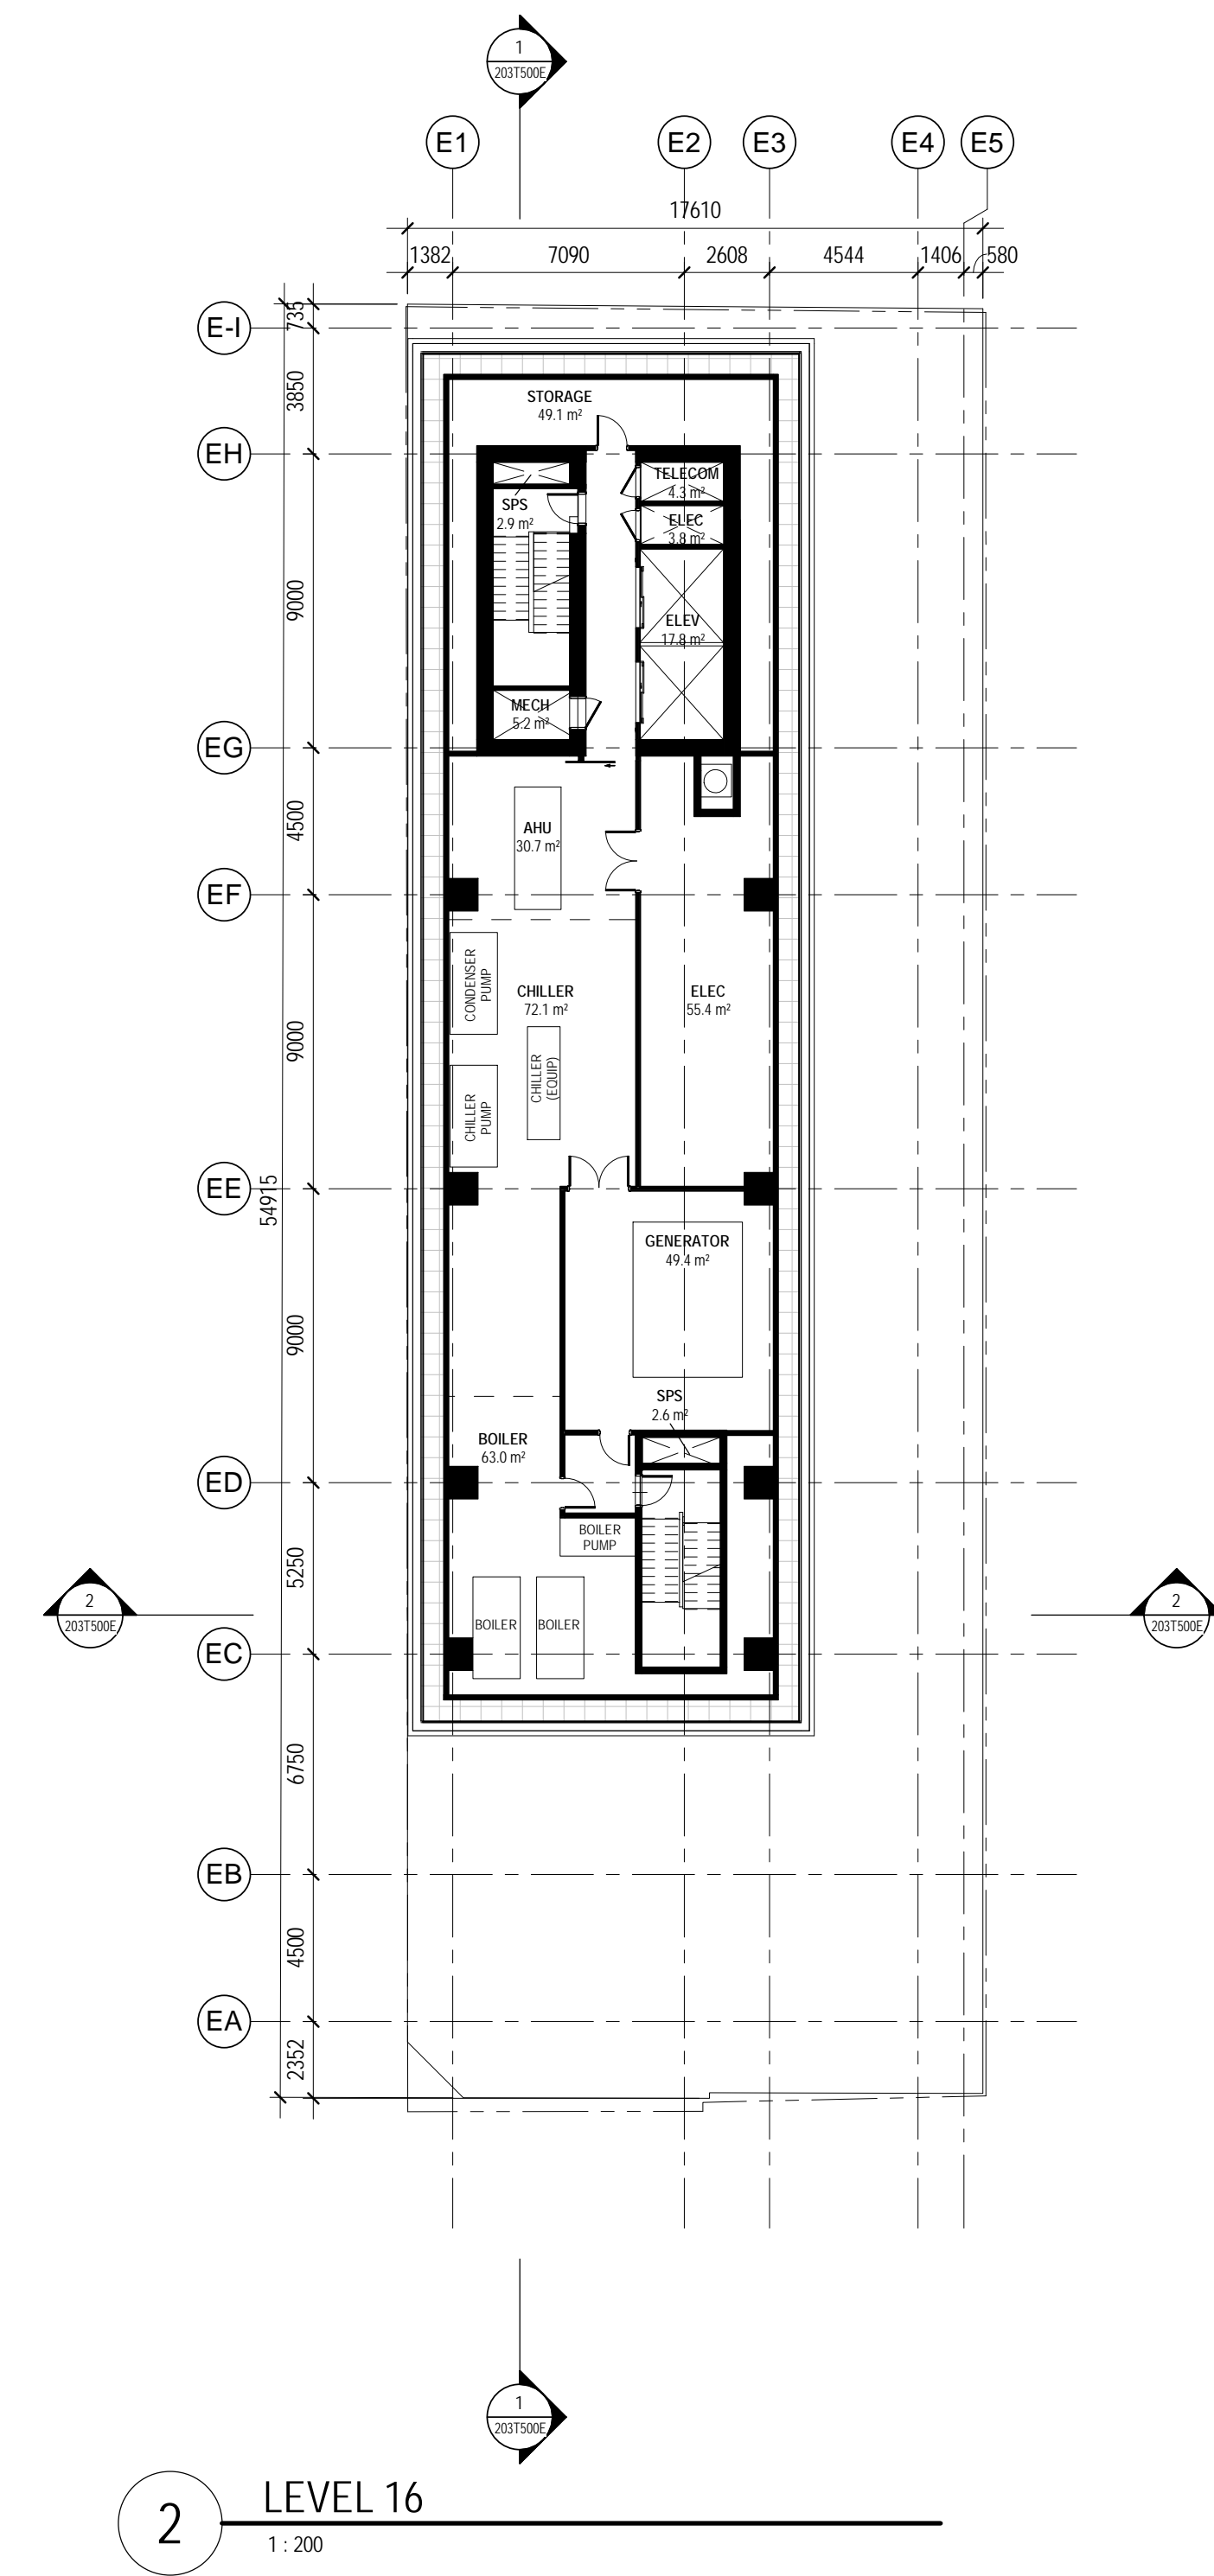 1
203T500E
E1
E2
E3
E4
E5
17610
1382
7090
2608
4544
1406
580
E-I
735
3850
STORAGE
49.1 m²
EH
TELECOM
4.3 m²
SPS
2.9 m²
ELEC
3.8 m²
9000
ELEV
17.8 m²
MECH
5.2 m²
EG
4500
AHU
30.7 m²
EF
CONDENSER
PUMP
CHILLER
72.1 m²
ELEC
55.4 m²
9000
CHILLER
(EQUIP)
CHILLER
PUMP
EE
54915
GENERATOR
49.4 m²
9000
SPS
2.6 m²
BOILER
63.0 m²
ED
BOILER
PUMP
5250
2
203T500E
BOILER
BOILER
2
203T500E
EC
6750
EB
4500
EA
2352
1
203T500E
2
LEVEL 16
1 : 200